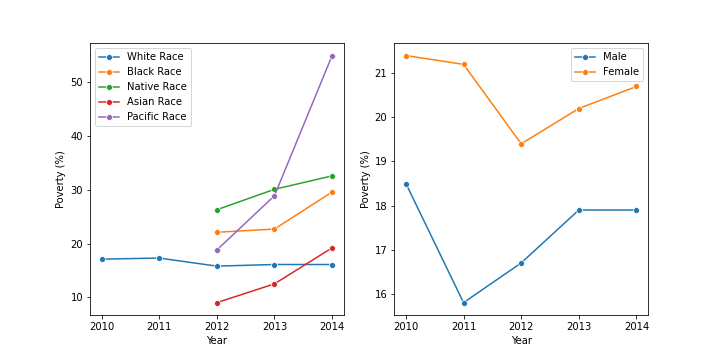 White Race
Black Race
Native Race
Asian Race
Pacific Race
50
40
30
20
10
Poverty (%)
2010 2011 2012 2013 2014
Year
Male
Female
21
20
19
18
17
16
Poverty (%)
2010 2011 2012 2013 2014
Year